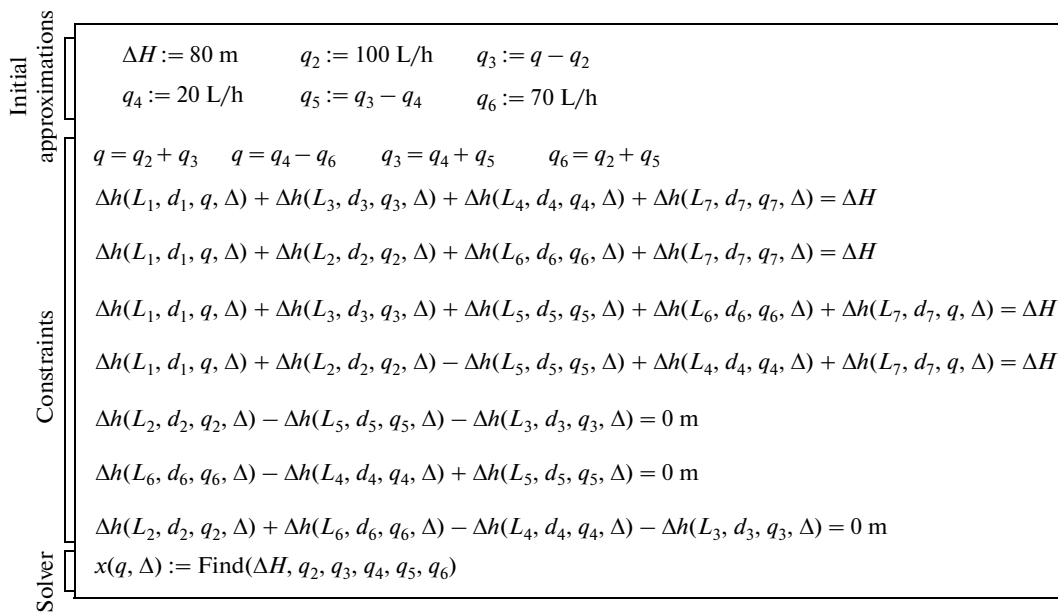 Initial
approximations
ΔH := 80 m q₂ := 100 L/h q₃ := q − q₂
q₄ := 20 L/h q₅ := q₃ − q₄ q₆ := 70 L/h
Constraints
q = q₂ + q₃ q = q₄ − q₆ q₃ = q₄ + q₅ q₆ = q₂ + q₅
Δh(L₁, d₁, q, Δ) + Δh(L₃, d₃, q₃, Δ) + Δh(L₄, d₄, q₄, Δ) + Δh(L₇, d₇, q₇, Δ) = ΔH
Δh(L₁, d₁, q, Δ) + Δh(L₂, d₂, q₂, Δ) + Δh(L₆, d₆, q₆, Δ) + Δh(L₇, d₇, q₇, Δ) = ΔH
Δh(L₁, d₁, q, Δ) + Δh(L₃, d₃, q₃, Δ) + Δh(L₅, d₅, q₅, Δ) + Δh(L₆, d₆, q₆, Δ) + Δh(L₇, d₇, q, Δ) = ΔH
Δh(L₁, d₁, q, Δ) + Δh(L₂, d₂, q₂, Δ) − Δh(L₅, d₅, q₅, Δ) + Δh(L₄, d₄, q₄, Δ) + Δh(L₇, d₇, q, Δ) = ΔH
Δh(L₂, d₂, q₂, Δ) − Δh(L₅, d₅, q₅, Δ) − Δh(L₃, d₃, q₃, Δ) = 0 m
Δh(L₆, d₆, q₆, Δ) − Δh(L₄, d₄, q₄, Δ) + Δh(L₅, d₅, q₅, Δ) = 0 m
Δh(L₂, d₂, q₂, Δ) + Δh(L₆, d₆, q₆, Δ) − Δh(L₄, d₄, q₄, Δ) − Δh(L₃, d₃, q₃, Δ) = 0 m
Solver
x(q, Δ) := Find(ΔH, q₂, q₃, q₄, q₅, q₆)